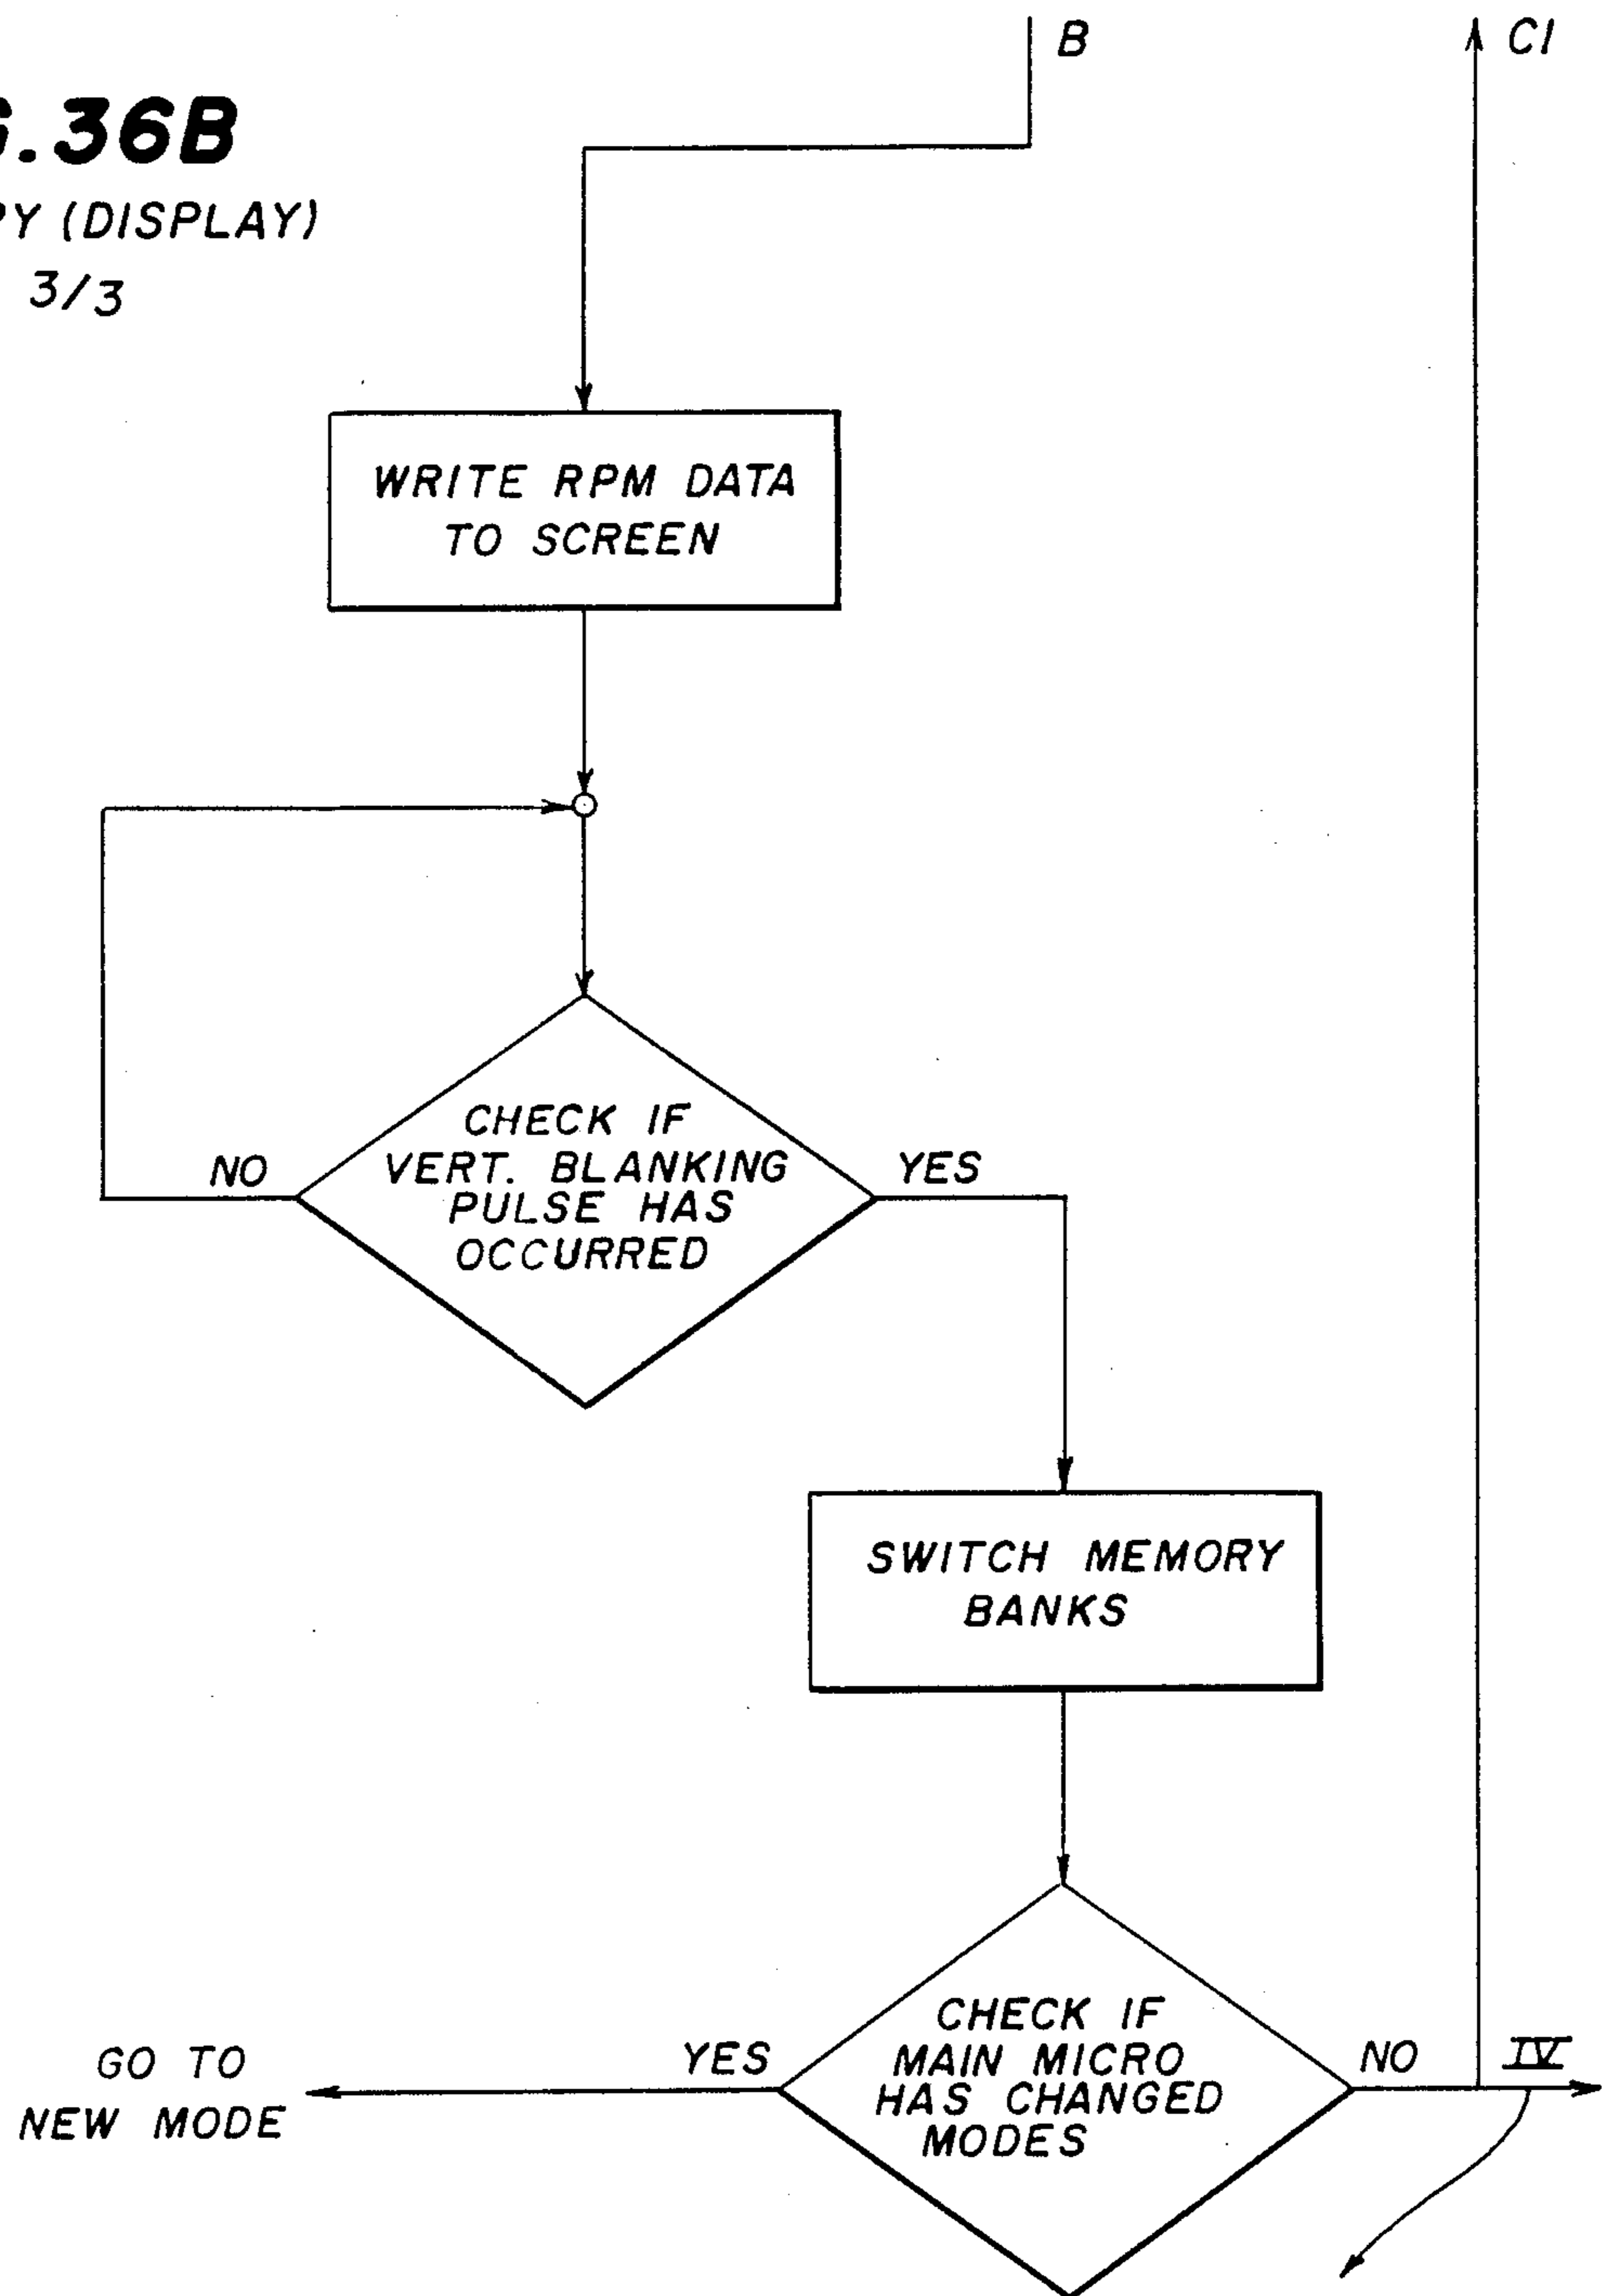 B
C1
.36B
(DISPLAY)
3/3
WRITE RPM DATA
TO SCREEN
CHECK IF
VERT. BLANKING
PULSE HAS
OCCURRED
NO
YES
SWITCH MEMORY
BANKS
CHECK IF
MAIN MICRO
HAS CHANGED
MODES
YES
NO
IV
GO TO
NEW MODE